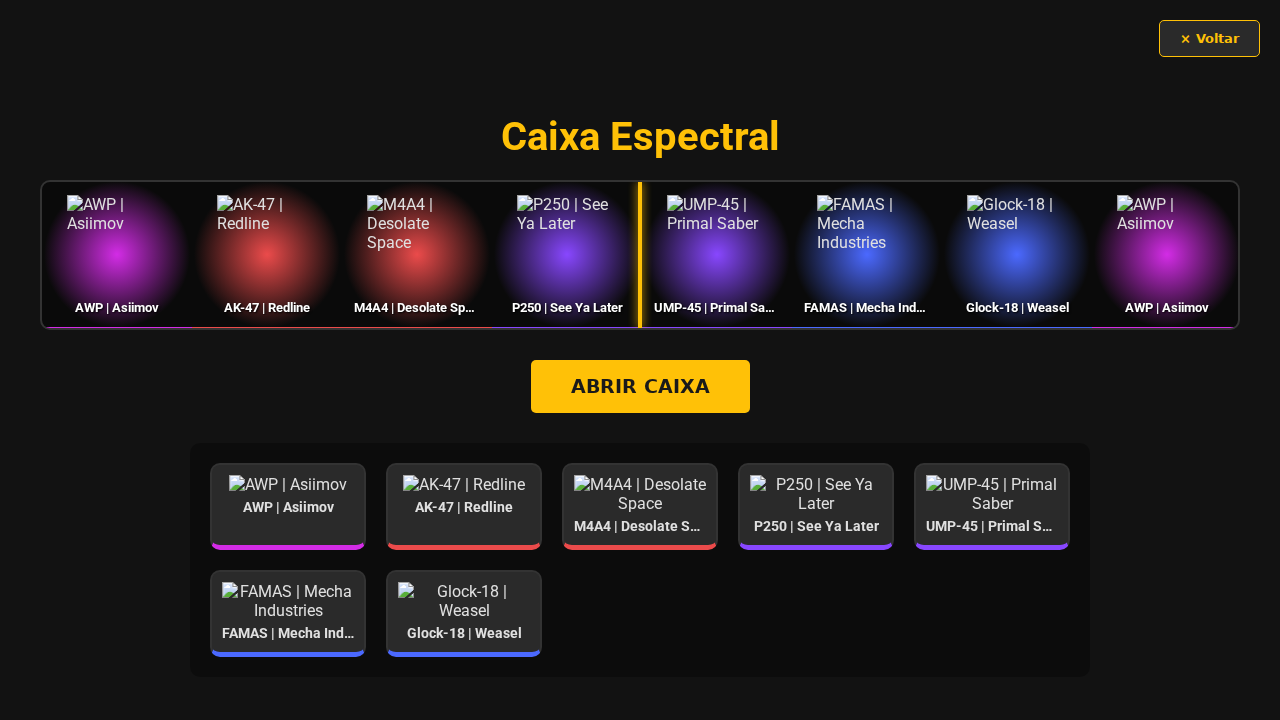 × Voltar
Caixa Espectral
AWP |
Asiimov
AK-47 |
Redline
M4A4 |
Desolate
Space
P250 | See
Ya Later
UMP-45 |
Primal Saber
FAMAS |
Mecha
Industries
Glock-18 |
Weasel
AWP |
Asiimov
AWP | Asiimov
AK-47 | Redline
M4A4 | Desolate Sp...
P250 | See Ya Later
UMP-45 | Primal Sa...
FAMAS | Mecha Ind...
Glock-18 | Weasel
AWP | Asiimov
ABRIR CAIXA
AWP | Asiimov
AWP | Asiimov
AK-47 | Redline
AK-47 | Redline
M4A4 | Desolate
Space
M4A4 | Desolate S...
P250 | See Ya
Later
P250 | See Ya Later
UMP-45 | Primal
Saber
UMP-45 | Primal S...
FAMAS | Mecha
Industries
FAMAS | Mecha Ind...
Glock-18 |
Weasel
Glock-18 | Weasel